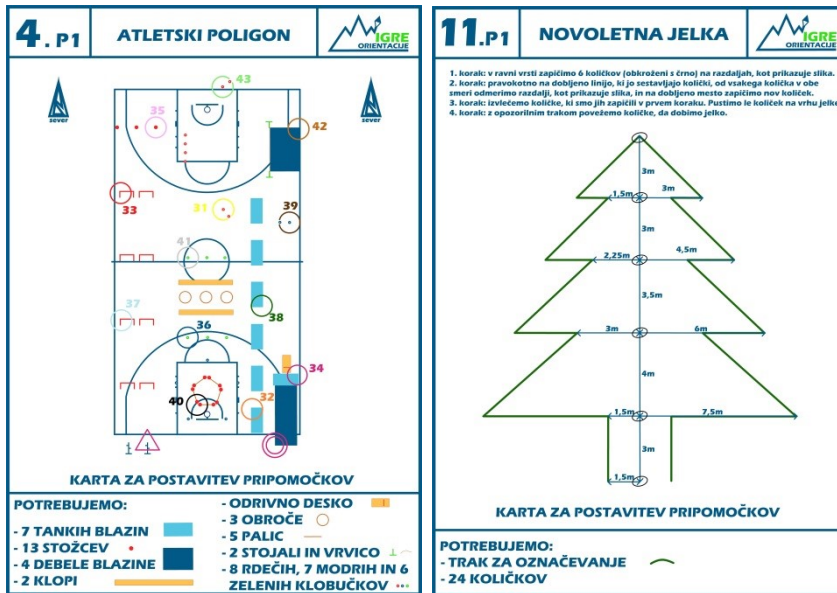 4. P1
ATLETSKI POLIGON
IGRE
ORIENTACIJE
sever
sever
43
35
42
33
31
39
41
37
38
36
34
40
32
KARTA ZA POSTAVITEV PRIPOMOČKOV
POTREBUJEMO:
- 7 TANKIH BLAZIN
- 13 STOŽCEV
- 4 DEBELE BLAZINE
- 2 KLOPI
- ODRIVNO DESKO
- 3 OBROČE
- 5 PALIC
- 2 STOJALI IN VRVICO
- 8 RDEČIH, 7 MODRIH IN 6
ZELENIH KLOBUČKOV
11.P1
NOVOLETNA JELKA
IGRE
ORIENTACIJE
1. korak: v ravni vrsti zapičimo 6 količkov (obkroženi s črno) na razdaljah, kot prikazuje slika.
2. korak: pravokotno na dobljeno linijo, ki jo sestavljajo količki, od vsakega količka v obe
smeri odmerimo razdalji, kot prikazuje slika, in na dobljeno mesto zapičimo nov količek.
3. korak: izvlečemo količke, ki smo jih zapičili v prvem koraku. Pustimo le količek na vrhu jelke
4. korak: z opozorilnim trakom povežemo količke, da dobimo jelko.
3m
1,5m
3m
3m
2,25m
4,5m
3,5m
3m
6m
4m
1,5m
7,5m
3m
1,5m
KARTA ZA POSTAVITEV PRIPOMOČKOV
POTREBUJEMO:
- TRAK ZA OZNAČEVANJE
- 24 KOLIČKOV